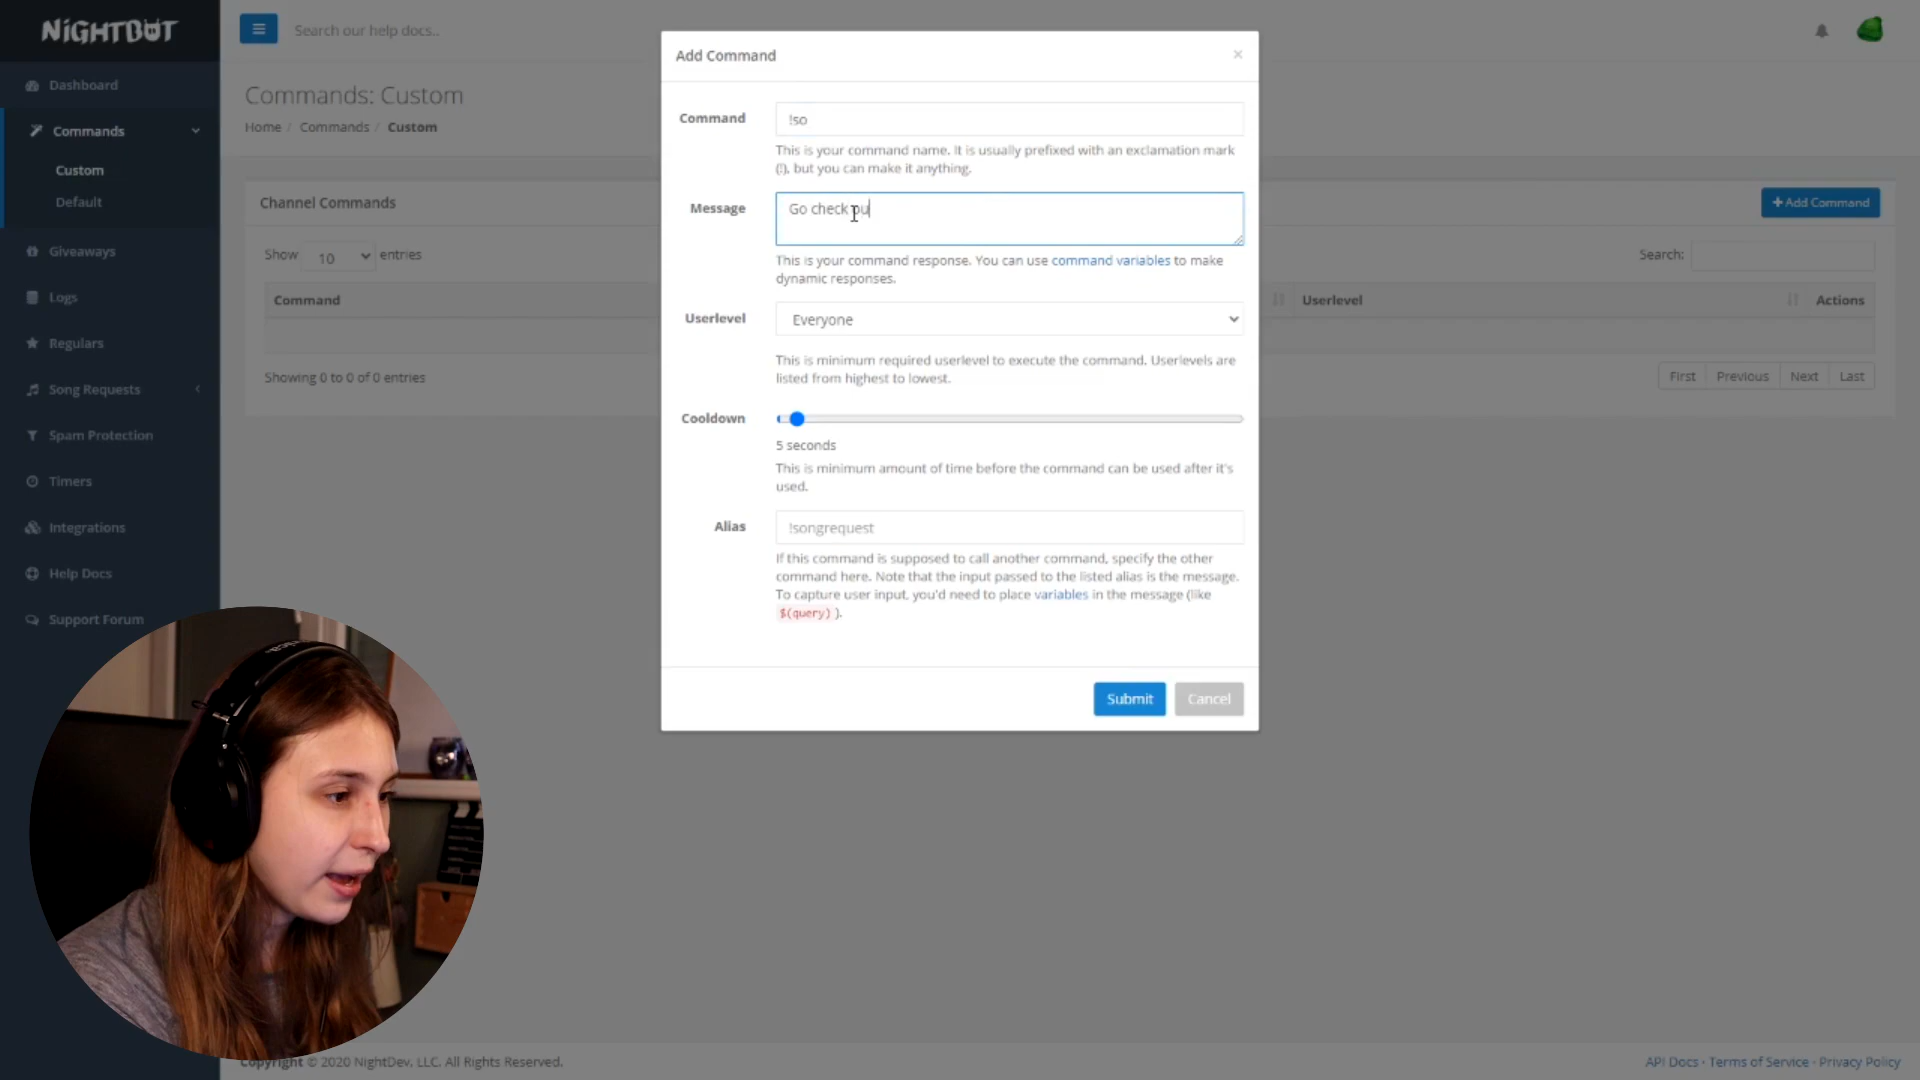 NIGHTBOT
Search our help docs..
Dashboard
Commands
Custom
Default
Giveaways
Logs
Regulars
Song Requests
Spam Protection
Timers
Integrations
Help Docs
Support Forum
Commands: Custom
Home / Commands / Custom
Channel Commands
+ Add Command
Show 10 entries
Search:
Command
Userlevel
Actions
Showing 0 to 0 of 0 entries
First Previous Next Last
Add Command
×
Command
!so
This is your command name. It is usually prefixed with an exclamation mark
(!), but you can make it anything.
Message
Go check ou
This is your command response. You can use command variables to make
dynamic responses.
Userlevel
Everyone
This is minimum required userlevel to execute the command. Userlevels are
listed from highest to lowest.
Cooldown
5 seconds
This is minimum amount of time before the command can be used after it's
used.
Alias
!songrequest
If this command is supposed to call another command, specify the other
command here. Note that the input passed to the listed alias is the message.
To capture user input, you'd need to place variables in the message (like
$(query) ).
Submit
Cancel
Copyright © 2020 NightDev, LLC. All Rights Reserved.
API Docs · Terms of Service · Privacy Policy